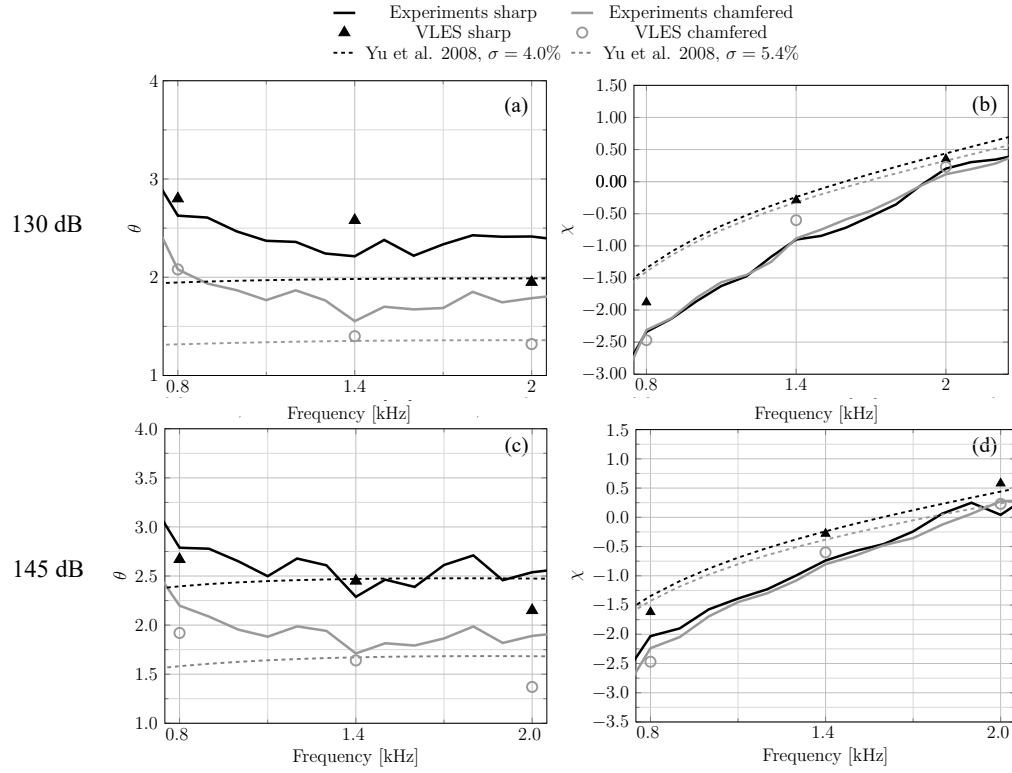 Experiments sharp Experiments chamfered
VLES sharp VLES chamfered
Yu et al. 2008, σ = 4.0% Yu et al. 2008, σ = 5.4%
130 dB
(a)
4
3
2
1
θ
0.8 1.4 2
Frequency [kHz]
(b)
1.50
1.00
0.50
0.00
−0.50
−1.00
−1.50
−2.00
−2.50
−3.00
χ
0.8 1.4 2
Frequency [kHz]
145 dB
(c)
4.0
3.5
3.0
2.5
2.0
1.5
1.0
θ
0.8 1.4 2.0
Frequency [kHz]
(d)
1.5
1.0
0.5
0.0
−0.5
−1.0
−1.5
−2.0
−2.5
−3.0
−3.5
χ
0.8 1.4 2.0
Frequency [kHz]